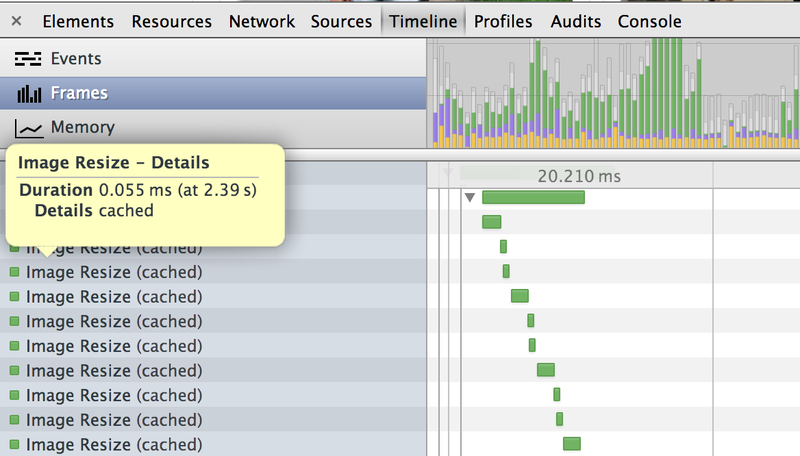 × Elements Resources Network Sources Timeline Profiles Audits Console
Events
Frames
Memory
Image Resize – Details
Duration 0.055 ms (at 2.39 s)
Details cached
20.210 ms
Image Resize (cached)
Image Resize (cached)
Image Resize (cached)
Image Resize (cached)
Image Resize (cached)
Image Resize (cached)
Image Resize (cached)
Image Resize (cached)
Image Resize (cached)